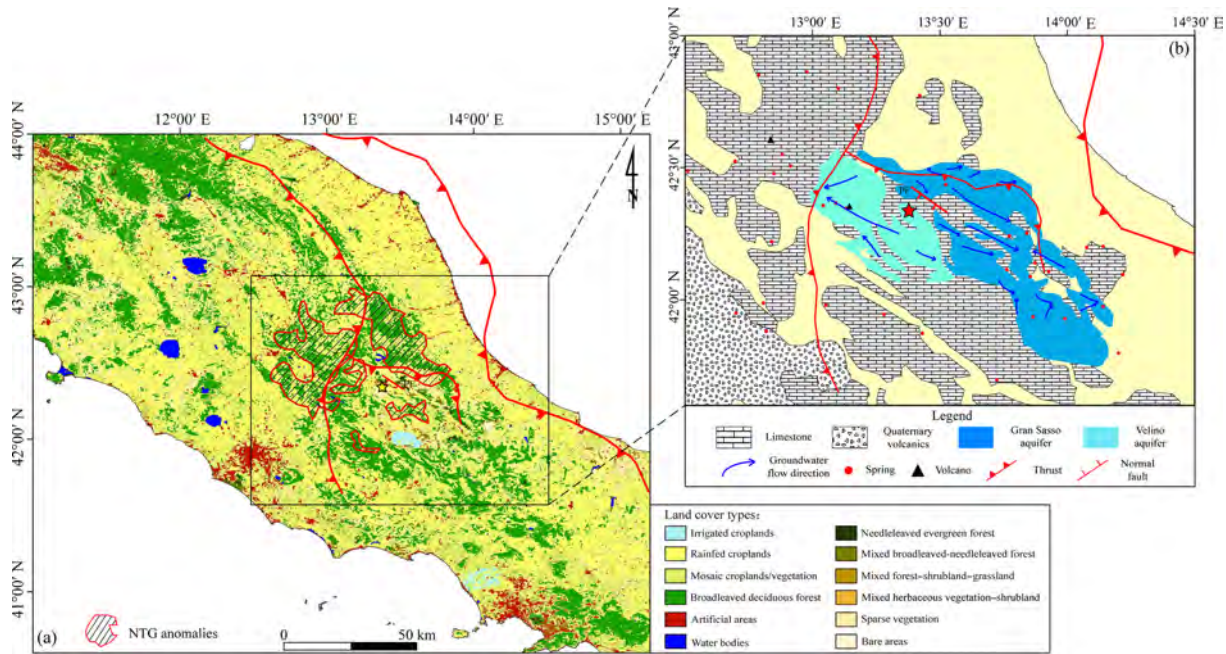 12°00′ N
13°00′ E
14°00′ E
15°00′ E
44°00′ N
43°00′ N
42°00′ N
41°00′ N
N
(a)
NTG anomalies
0
50 km
13°00′ E
13°30′ E
14°00′ E
14°30′ E
43°00′ N
42°30′ N
42°00′ N
(b)
Legend
Limestone
Quaternary
volcanics
Gran Sasso
aquifer
Velino
aquifer
Groundwater
flow direction
Spring
Volcano
Thrust
Normal
fault
Land cover types:
Irrigated croplands
Rainfed croplands
Mosaic croplands/vegetation
Broadleaved deciduous forest
Artificial areas
Water bodies
Needleleaved evergreen forest
Mixed broadleaved-needleleaved forest
Mixed forest-shrubland-grassland
Mixed herbaceous vegetation-shrubland
Sparse vegetation
Bare areas